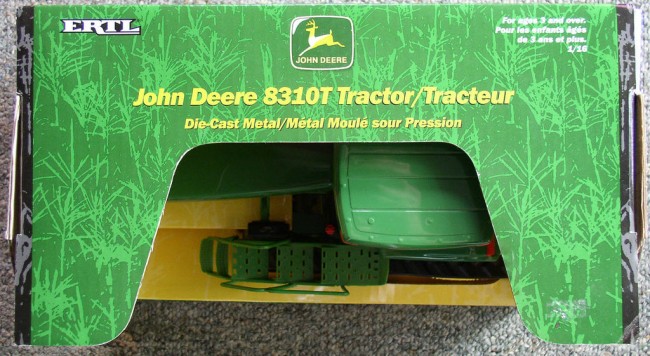 ERTL
JOHN DEERE
For ages 3 and over.
Pour les enfants âgés
de 3 ans et plus.
1/16
John Deere 8310T Tractor/Tracteur
Die-Cast Metal/Métal Moulé sour Pression